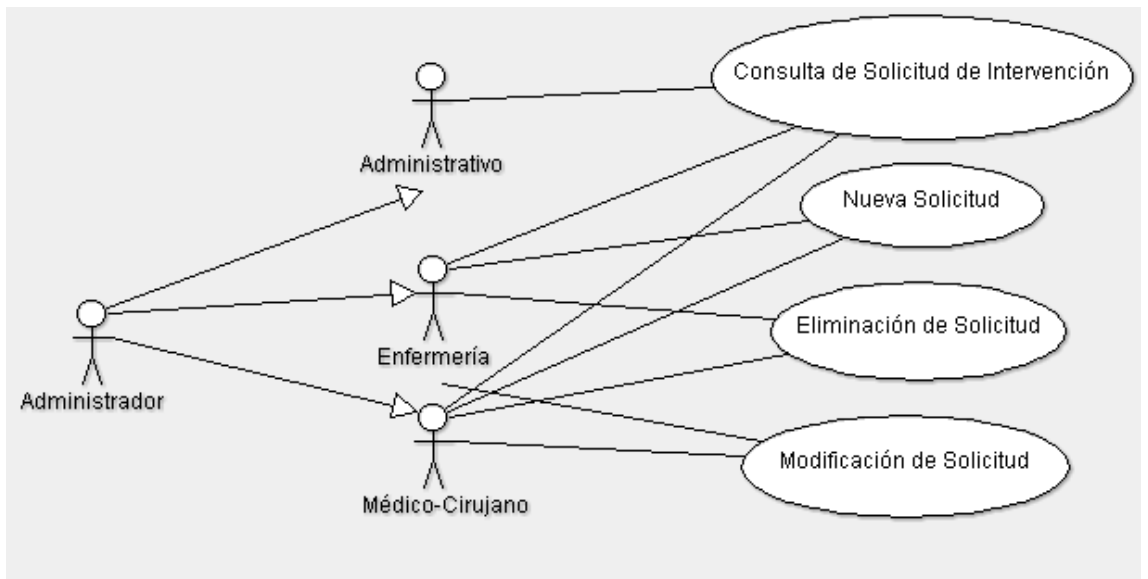 Consulta de Solicitud de Intervención
Administrativo
Nueva Solicitud
Eliminación de Solicitud
Enfermería
Administrador
Modificación de Solicitud
Médico-Cirujano